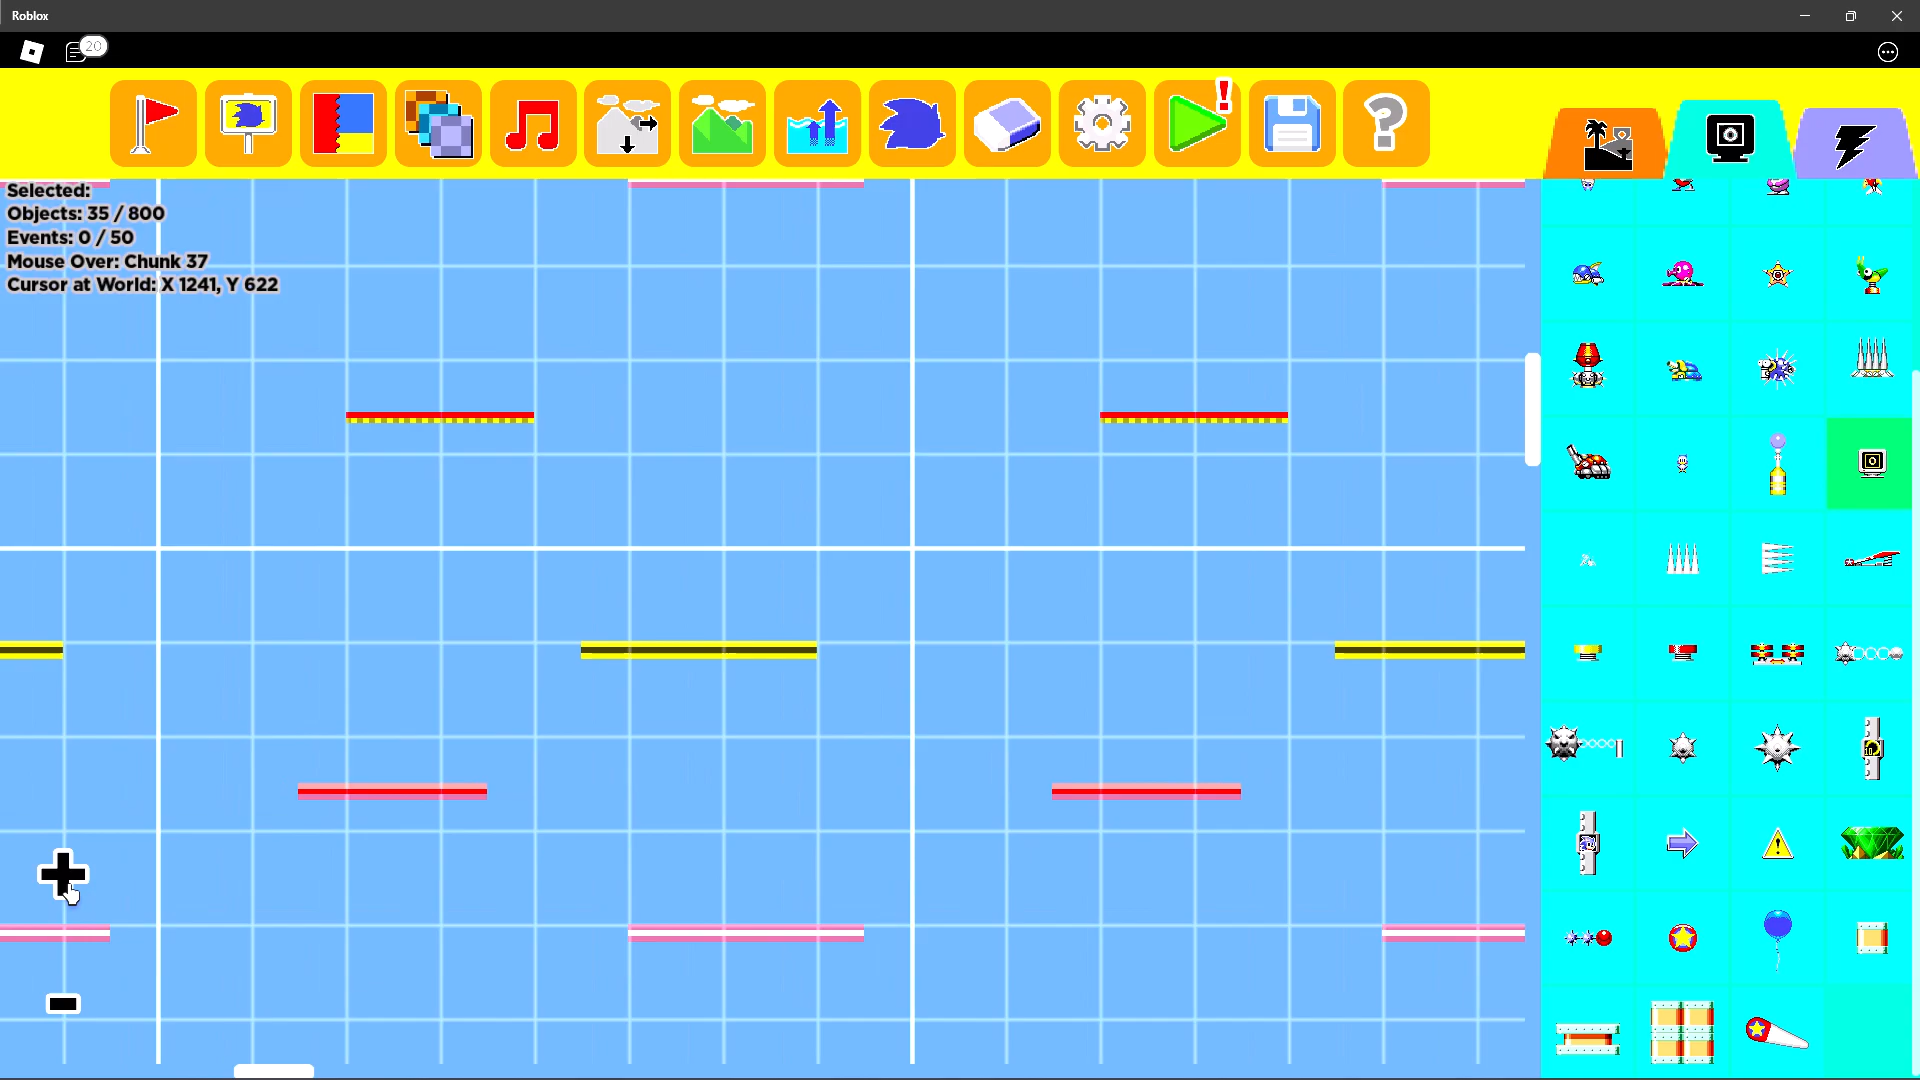 Roblox
20
Selected:
Objects: 35 / 800
Events: 0 / 50
Mouse Over: Chunk 37
Cursor at World: X 1241, Y 622